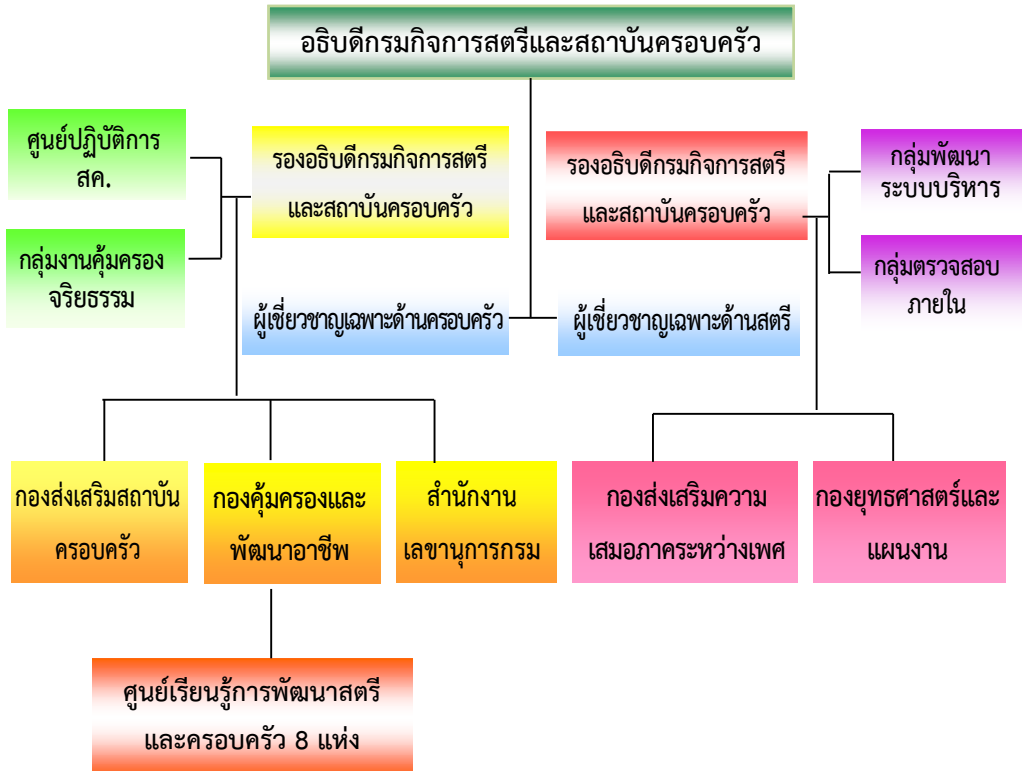 อธิบดีกรมกิจการสตรีและสถาบันครอบครัว
ศูนย์ปฏิบัติการ
สค.
กลุ่มงานคุ้มครอง
จริยธรรม
รองอธิบดีกรมกิจการสตรี
และสถาบันครอบครัว
รองอธิบดีกรมกิจการสตรี
และสถาบันครอบครัว
กลุ่มพัฒนา
ระบบบริหาร
กลุ่มตรวจสอบ
ภายใน
ผู้เชี่ยวชาญเฉพาะด้านครอบครัว
ผู้เชี่ยวชาญเฉพาะด้านสตรี
กองส่งเสริมสถาบัน
ครอบครัว
กองคุ้มครองและ
พัฒนาอาชีพ
สำนักงาน
เลขานุการกรม
กองส่งเสริมความ
เสมอภาคระหว่างเพศ
กองยุทธศาสตร์และ
แผนงาน
ศูนย์เรียนรู้การพัฒนาสตรี
และครอบครัว 8 แห่ง